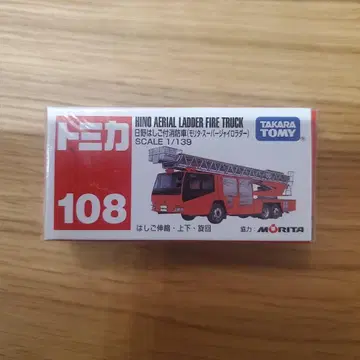 トミカ
108
HINO AERIAL LADDER FIRE TRUCK
日野はしご付消防車(モリタ・スーパージャイロラダー)
SCALE 1/139
TAKARA
TOMY
はしご伸縮・上下・旋回
協力: MORITA